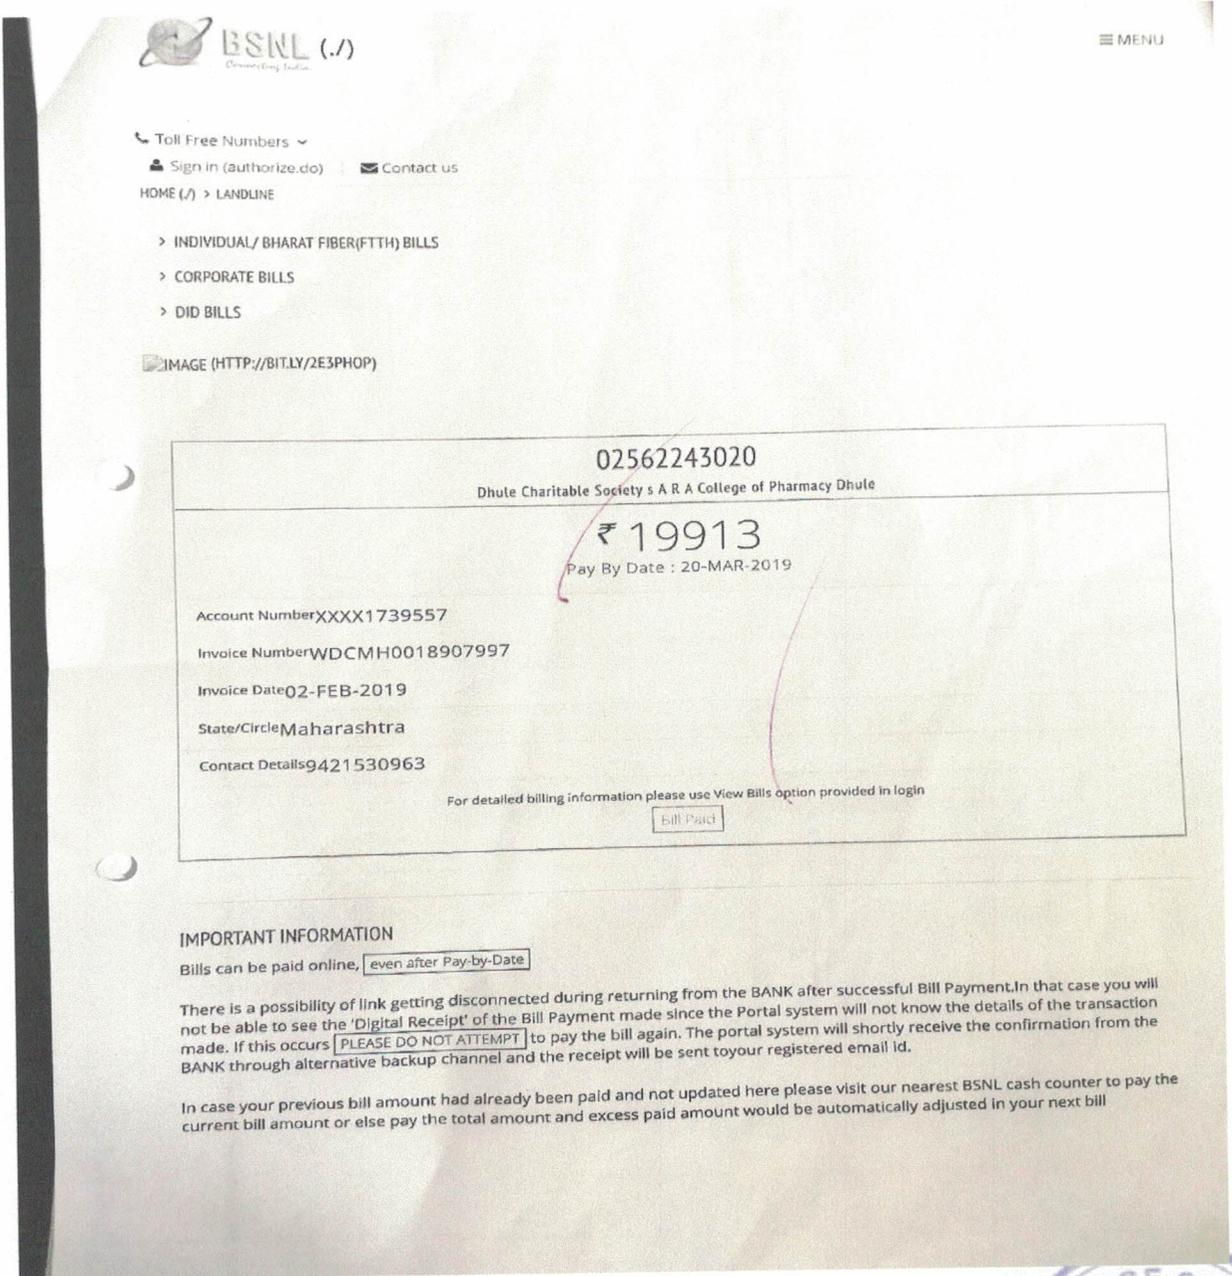 BSNL (./)
Connecting India
MENU
Toll Free Numbers
Sign in (authorize.do) Contact us
HOME (./) > LANDLINE
> INDIVIDUAL/ BHARAT FIBER(FTTH) BILLS
> CORPORATE BILLS
> DID BILLS
IMAGE (HTTP://BIT.LY/2E3PHOP)
02562243020
Dhule Charitable Society s A R A College of Pharmacy Dhule
₹ 19913
Pay By Date : 20-MAR-2019
Account NumberXXXX1739557
Invoice NumberWDCMH0018907997
Invoice Date02-FEB-2019
State/CircleMaharashtra
Contact Details9421530963
For detailed billing information please use View Bills option provided in login
Bill Paid
IMPORTANT INFORMATION
Bills can be paid online, even after Pay-by-Date
There is a possibility of link getting disconnected during returning from the BANK after successful Bill Payment.In that case you will
not be able to see the 'Digital Receipt' of the Bill Payment made since the Portal system will not know the details of the transaction
made. If this occurs PLEASE DO NOT ATTEMPT to pay the bill again. The portal system will shortly receive the confirmation from the
BANK through alternative backup channel and the receipt will be sent toyour registered email id.
In case your previous bill amount had already been paid and not updated here please visit our nearest BSNL cash counter to pay the
current bill amount or else pay the total amount and excess paid amount would be automatically adjusted in your next bill